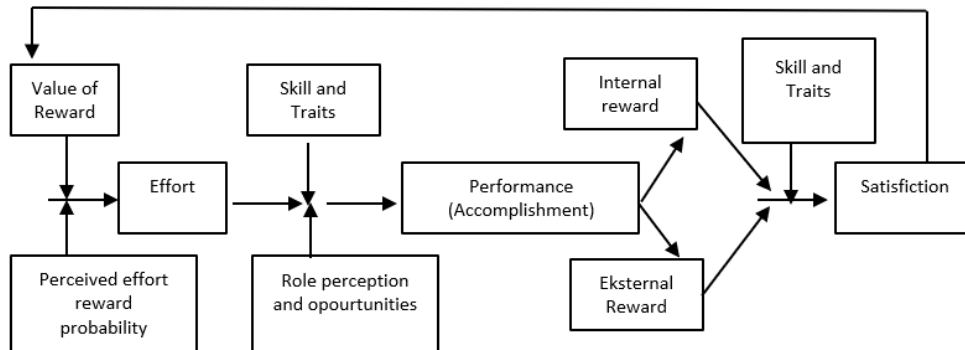 Value of
Reward
Skill and
Traits
Internal
reward
Skill and
Traits
Effort
Performance
(Accomplishment)
Satisfiction
Perceived effort
reward
probability
Role perception
and opourtunities
Eksternal
Reward